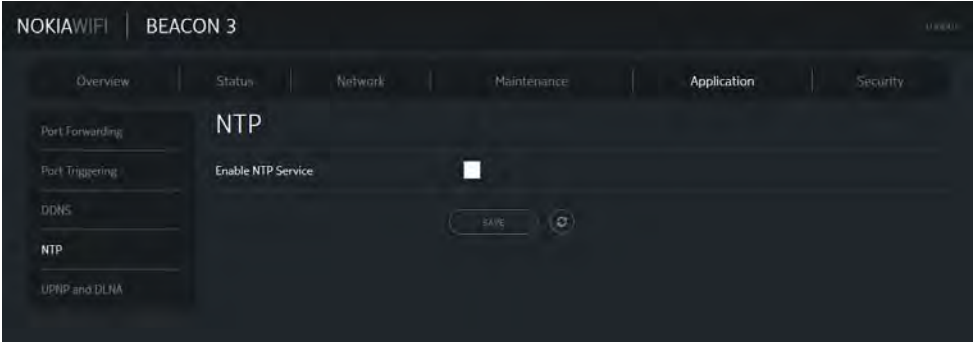 NOKIAWIFI BEACON 3 Logout
Overview Status Network Maintenance Application Security
Port Forwarding
NTP
Port Triggering
Enable NTP Service
DDNS
SAVE
NTP
UPNP and DLNA